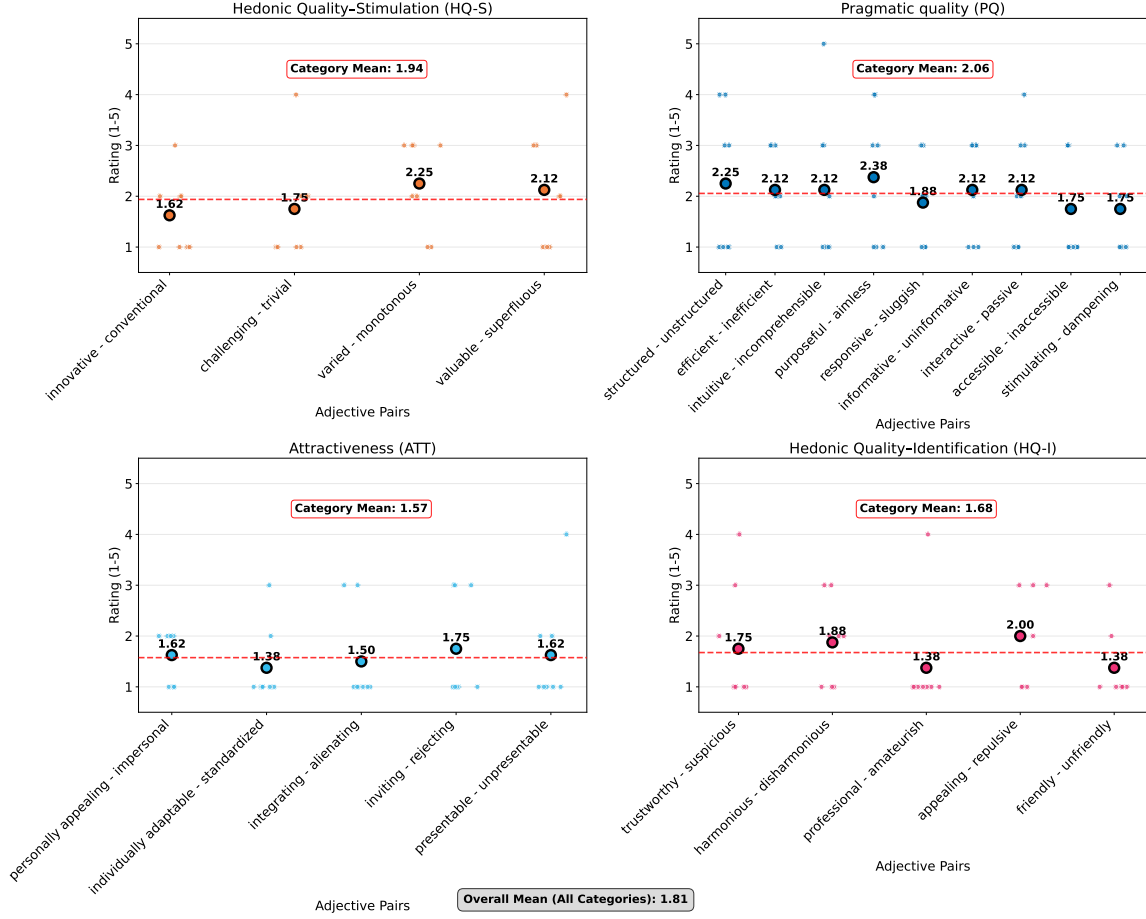 Hedonic Quality–Stimulation (HQ-S)
Category Mean: 1.94
Rating (1-5)
5
4
3
2
1
1.62
1.75
2.25
2.12
innovative - conventional
challenging - trivial
varied - monotonous
valuable - superfluous
Adjective Pairs
Pragmatic quality (PQ)
Category Mean: 2.06
Rating (1-5)
5
4
3
2
1
2.25
2.12
2.12
2.38
1.88
2.12
2.12
1.75
1.75
structured - unstructured
efficient - inefficient
intuitive - incomprehensible
purposeful - aimless
responsive - sluggish
informative - uninformative
interactive - passive
accessible - inaccessible
stimulating - dampening
Adjective Pairs
Attractiveness (ATT)
Category Mean: 1.57
Rating (1-5)
5
4
3
2
1
1.62
1.38
1.50
1.75
1.62
personally appealing - impersonal
individually adaptable - standardized
integrating - alienating
inviting - rejecting
presentable - unpresentable
Adjective Pairs
Hedonic Quality–Identification (HQ-I)
Category Mean: 1.68
Rating (1-5)
5
4
3
2
1
1.75
1.88
1.38
2.00
1.38
trustworthy - suspicious
harmonious - disharmonious
professional - amateurish
appealing - repulsive
friendly - unfriendly
Adjective Pairs
Overall Mean (All Categories): 1.81